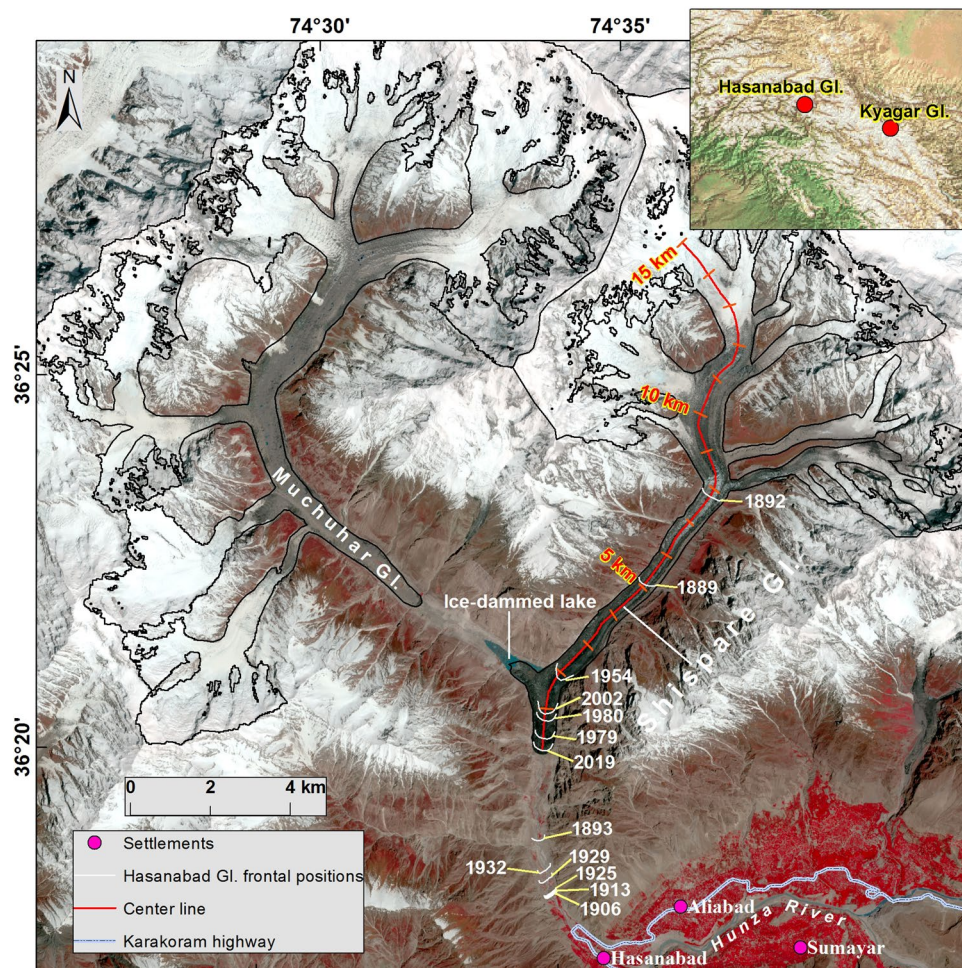 74°30'
74°35'
N
Hasanabad Gl.
Kyagar Gl.
15 km
36°25'
10 km
1892
Muchuhar Gl.
5 km
1889
Ice-dammed lake
Shispare Gl.
1954
2002
1980
36°20'
1979
2019
0 2 4 km
1893
Settlements
1929
1932
1925
Hasanabad Gl. frontal positions
1913
1906
Center line
Aliabad
Hunza River
Karakoram highway
Hasanabad
Sumayar